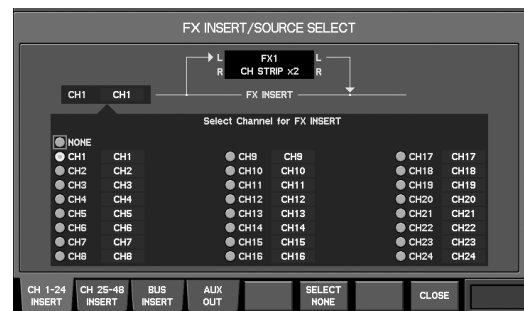 FX INSERT/SOURCE SELECT
L FX1 L
R CH STRIP x2 R
CH1 CH1 FX INSERT
Select Channel for FX INSERT
NONE
CH1 CH1 CH9 CH9 CH17 CH17
CH2 CH2 CH10 CH10 CH18 CH18
CH3 CH3 CH11 CH11 CH19 CH19
CH4 CH4 CH12 CH12 CH20 CH20
CH5 CH5 CH13 CH13 CH21 CH21
CH6 CH6 CH14 CH14 CH22 CH22
CH7 CH7 CH15 CH15 CH23 CH23
CH8 CH8 CH16 CH16 CH24 CH24
CH 1-24 CH 25-48 BUS AUX SELECT CLOSE
INSERT INSERT INSERT OUT NONE